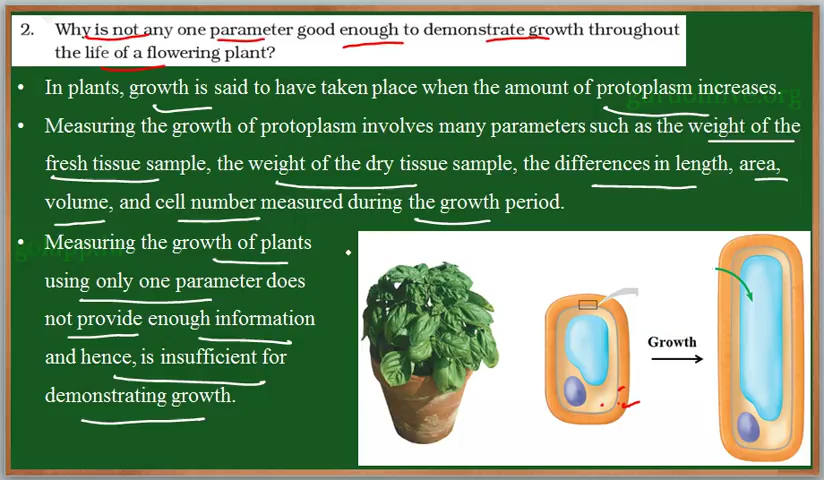 2. Why is not any one parameter good enough to demonstrate growth throughout
the life of a flowering plant?
• In plants, growth is said to have taken place when the amount of protoplasm increases.
• Measuring the growth of protoplasm involves many parameters such as the weight of the
fresh tissue sample, the weight of the dry tissue sample, the differences in length, area,
volume, and cell number measured during the growth period.
• Measuring the growth of plants
using only one parameter does
not provide enough information
and hence, is insufficient for
demonstrating growth.
Growth